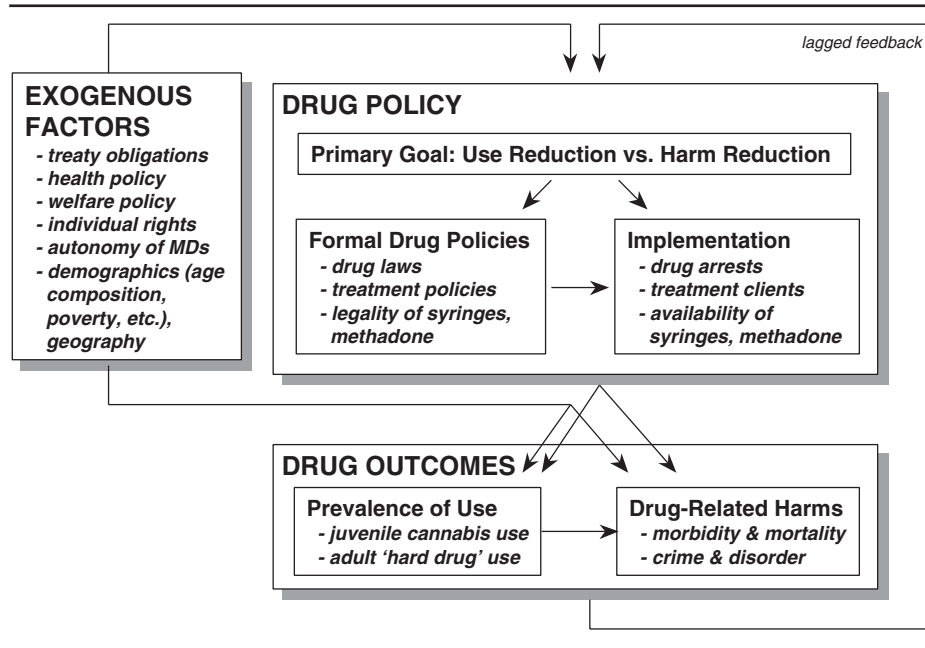 lagged feedback
EXOGENOUS
FACTORS
- treaty obligations
- health policy
- welfare policy
- individual rights
- autonomy of MDs
- demographics (age
composition,
poverty, etc.),
geography
DRUG POLICY
Primary Goal: Use Reduction vs. Harm Reduction
Formal Drug Policies
- drug laws
- treatment policies
- legality of syringes,
methadone
Implementation
- drug arrests
- treatment clients
- availability of
syringes, methadone
DRUG OUTCOMES
Prevalence of Use
- juvenile cannabis use
- adult ‘hard drug’ use
Drug-Related Harms
- morbidity & mortality
- crime & disorder